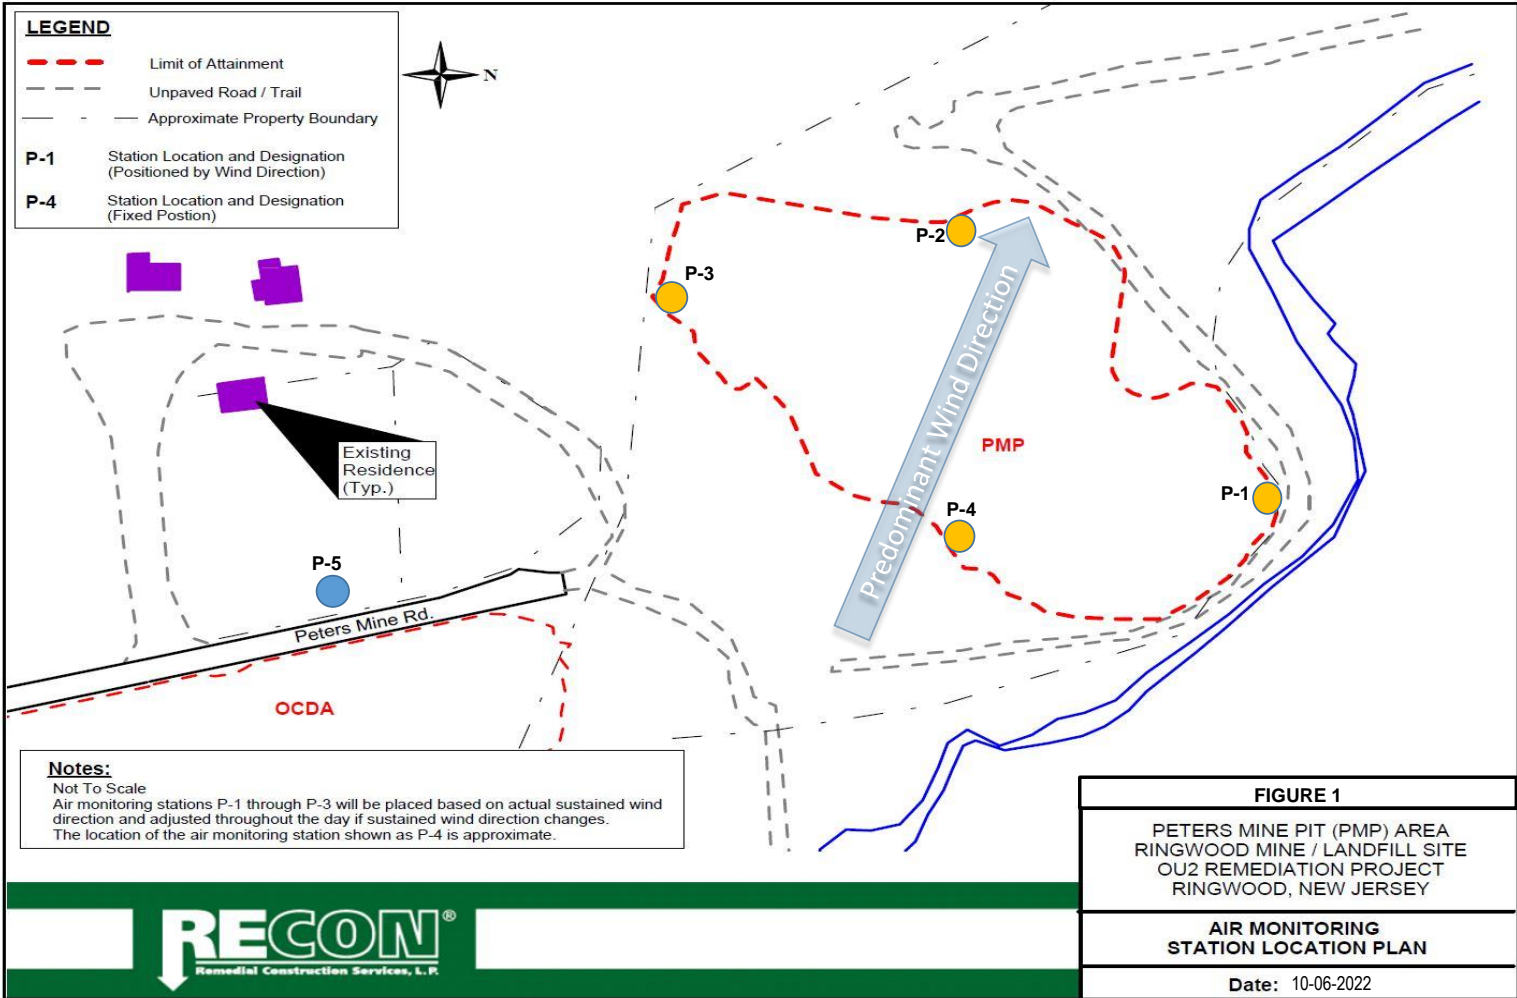 LEGEND
Limit of Attainment
Unpaved Road / Trail
Approximate Property Boundary
P-1 Station Location and Designation
(Positioned by Wind Direction)
P-4 Station Location and Designation
(Fixed Postion)
N
P-2
P-3
Predominant Wind Direction
PMP
P-1
P-4
Existing
Residence
(Typ.)
P-5
Peters Mine Rd.
OCDA
Notes:
Not To Scale
Air monitoring stations P-1 through P-3 will be placed based on actual sustained wind
direction and adjusted throughout the day if sustained wind direction changes.
The location of the air monitoring station shown as P-4 is approximate.
RECON®
Remedial Construction Services, L.P.
FIGURE 1
PETERS MINE PIT (PMP) AREA
RINGWOOD MINE / LANDFILL SITE
OU2 REMEDIATION PROJECT
RINGWOOD, NEW JERSEY
AIR MONITORING
STATION LOCATION PLAN
Date: 10-06-2022